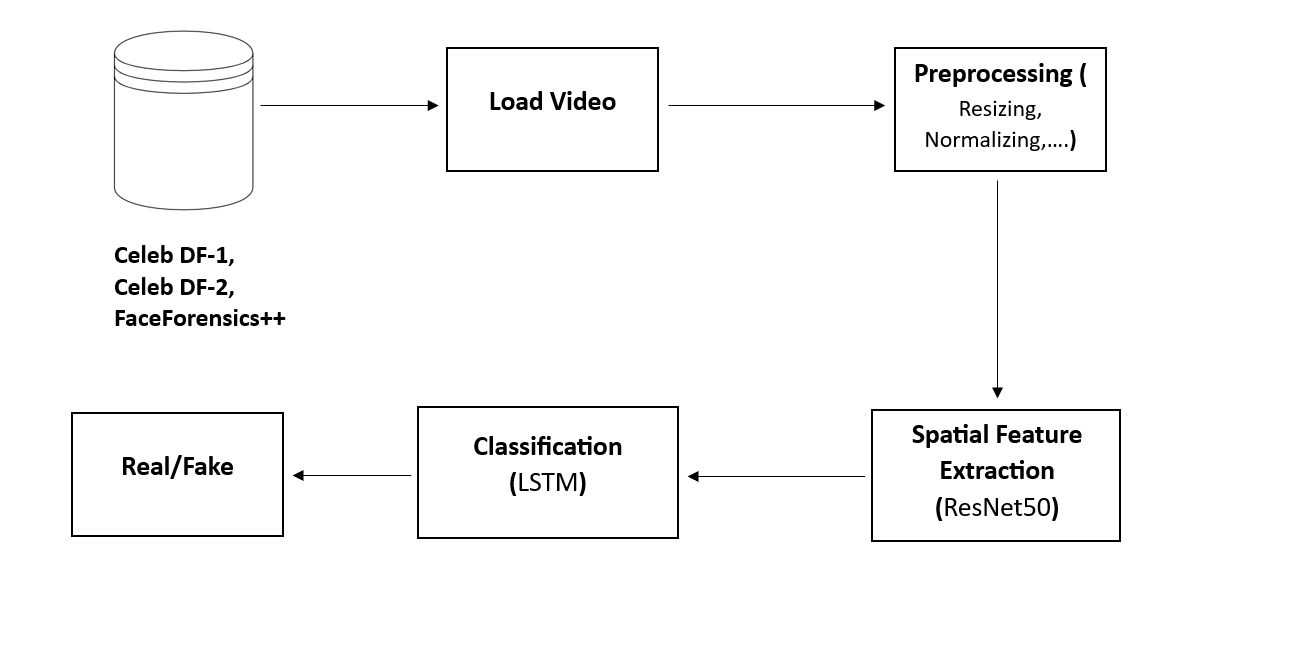 Load Video
Preprocessing (
Resizing,
Normalizing,....)
Celeb DF-1,
Celeb DF-2,
FaceForensics++
Spatial Feature
Extraction
(ResNet50)
Classification
(LSTM)
Real/Fake